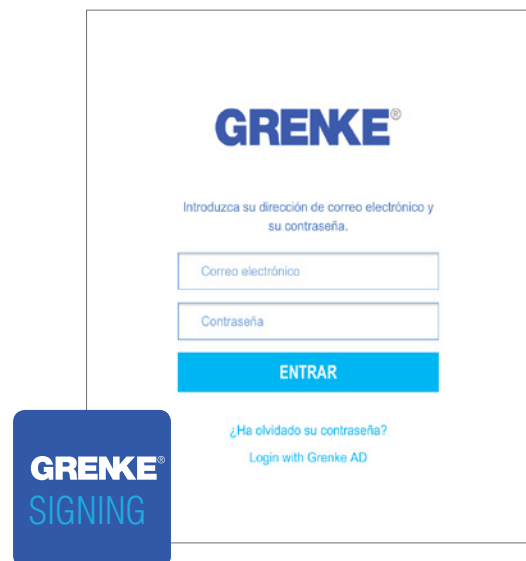 GRENKE®
Introduzca su dirección de correo electrónico y
su contraseña.
Correo electrónico
Contraseña
ENTRAR
¿Ha olvidado su contraseña?
Login with Grenke AD
GRENKE®
SIGNING